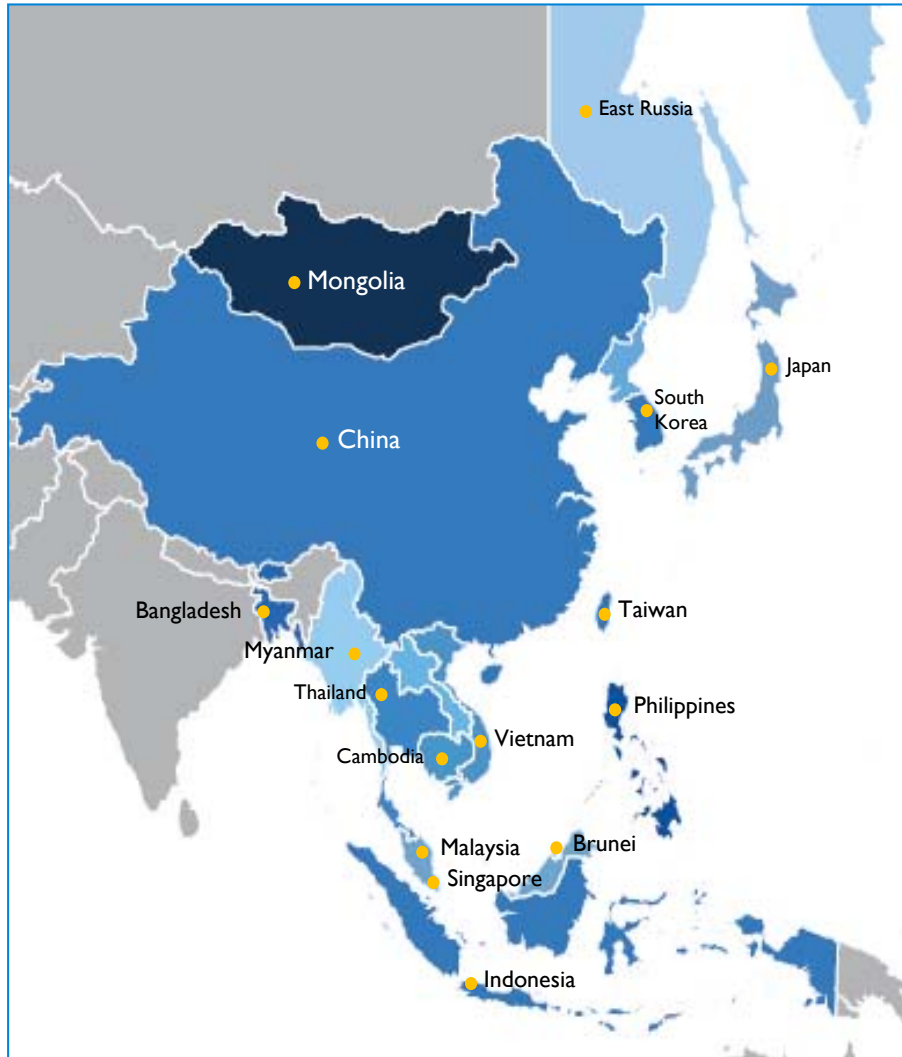 East Russia
Mongolia
Japan
South
Korea
China
Bangladesh
Taiwan
Myanmar
Thailand
Philippines
Vietnam
Cambodia
Malaysia
Brunei
Singapore
Indonesia